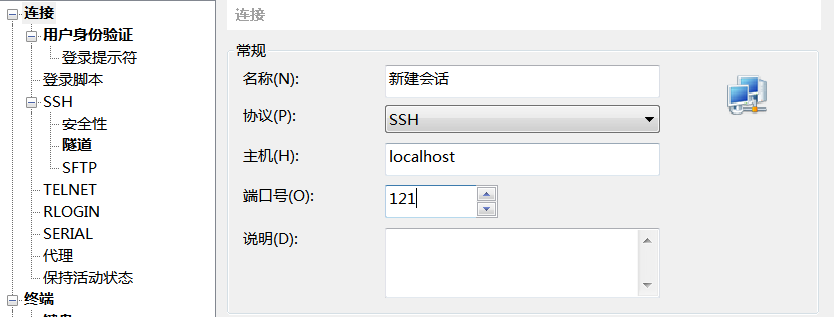 连接
用户身份验证
登录提示符
登录脚本
SSH
安全性
隧道
SFTP
TELNET
RLOGIN
SERIAL
代理
保持活动状态
终端
连接
常规
名称(N): 新建会话
协议(P): SSH
主机(H): localhost
端口号(O): 121
说明(D):